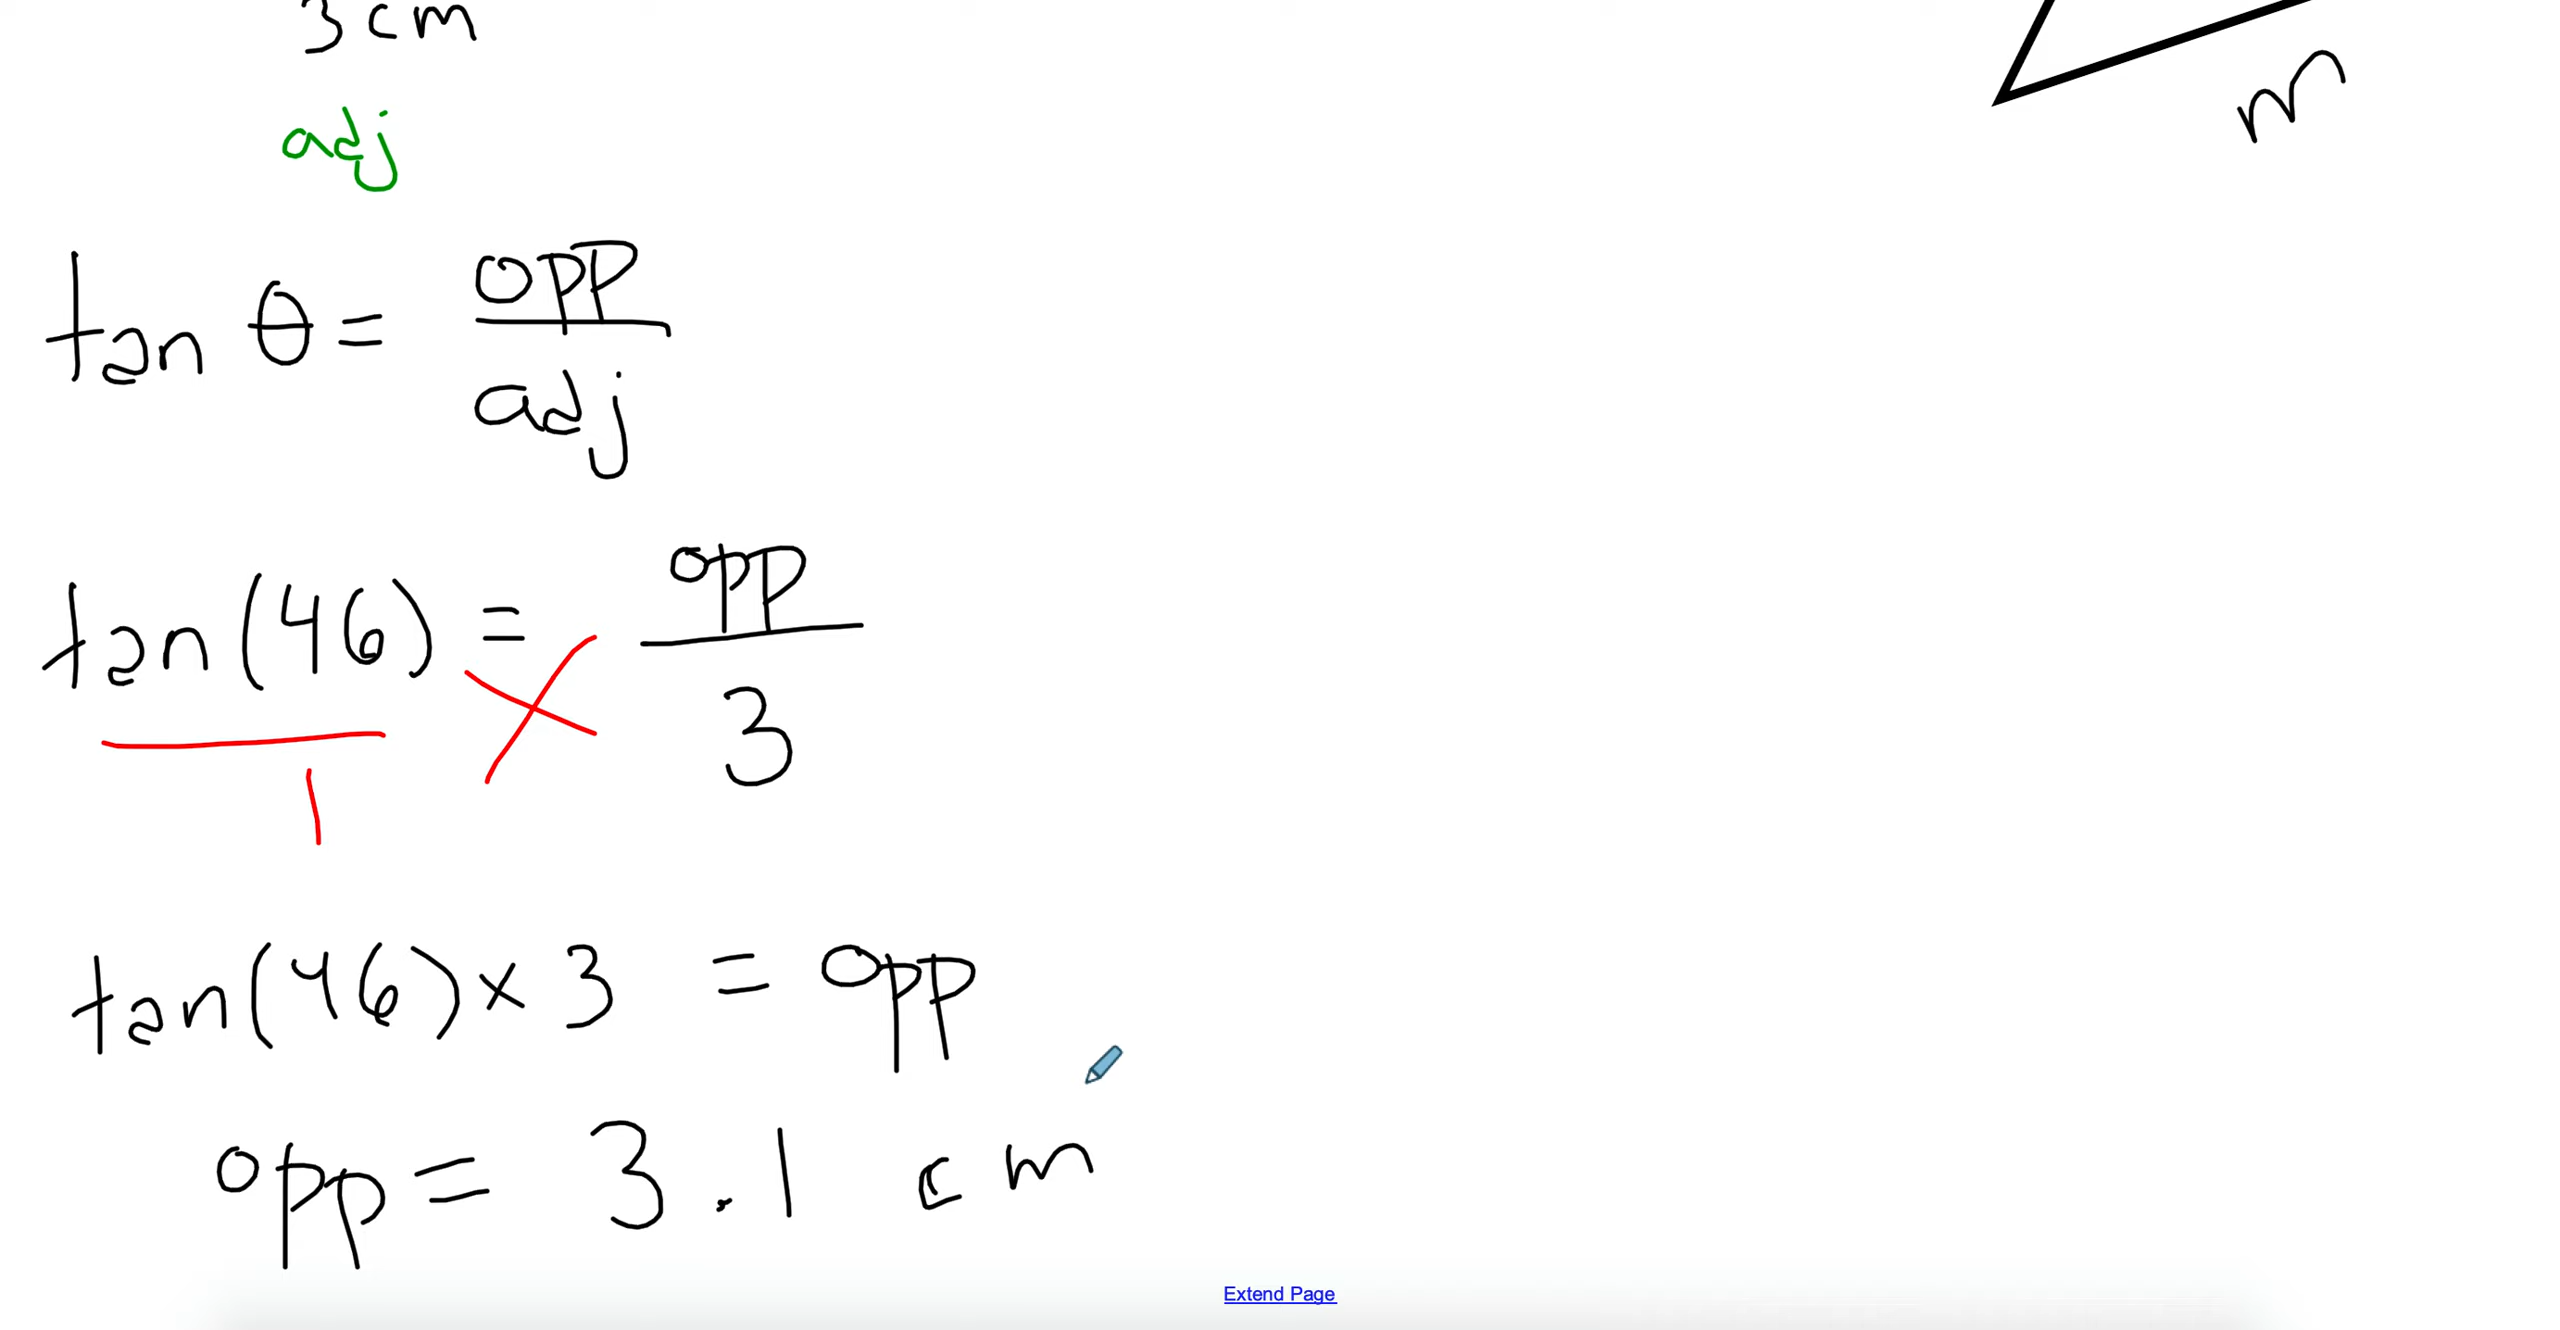 3 cm
m
adj
tan θ = opp
adj
tan(46) = opp
3
1
tan(46) × 3 = opp
opp = 3.1 cm
Extend Page